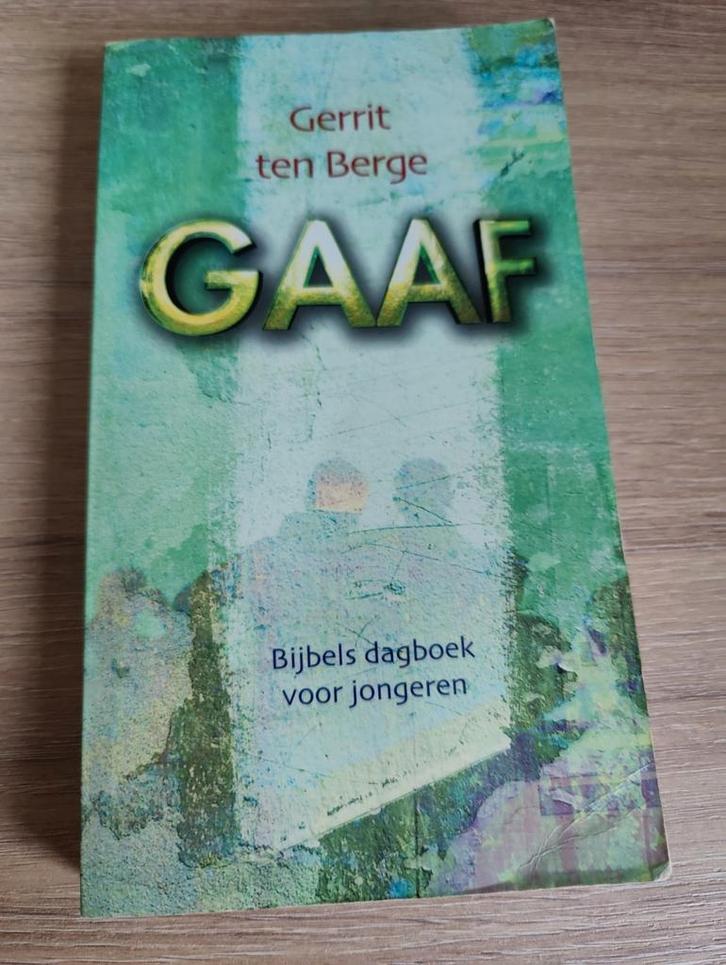 Gerrit
ten Berge
GAAF
Bijbels dagboek
voor jongeren